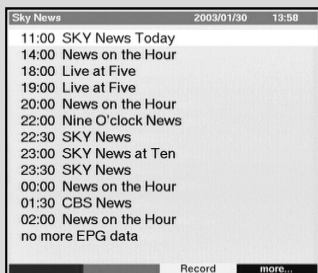 Sky News 2003/01/30 13:58
11:00 SKY News Today
14:00 News on the Hour
18:00 Live at Five
19:00 Live at Five
20:00 News on the Hour
22:00 Nine O'clock News
22:30 SKY News
23:00 SKY News at Ten
23:30 SKY News
00:00 News on the Hour
01:30 CBS News
02:00 News on the Hour
no more EPG data
Record more...